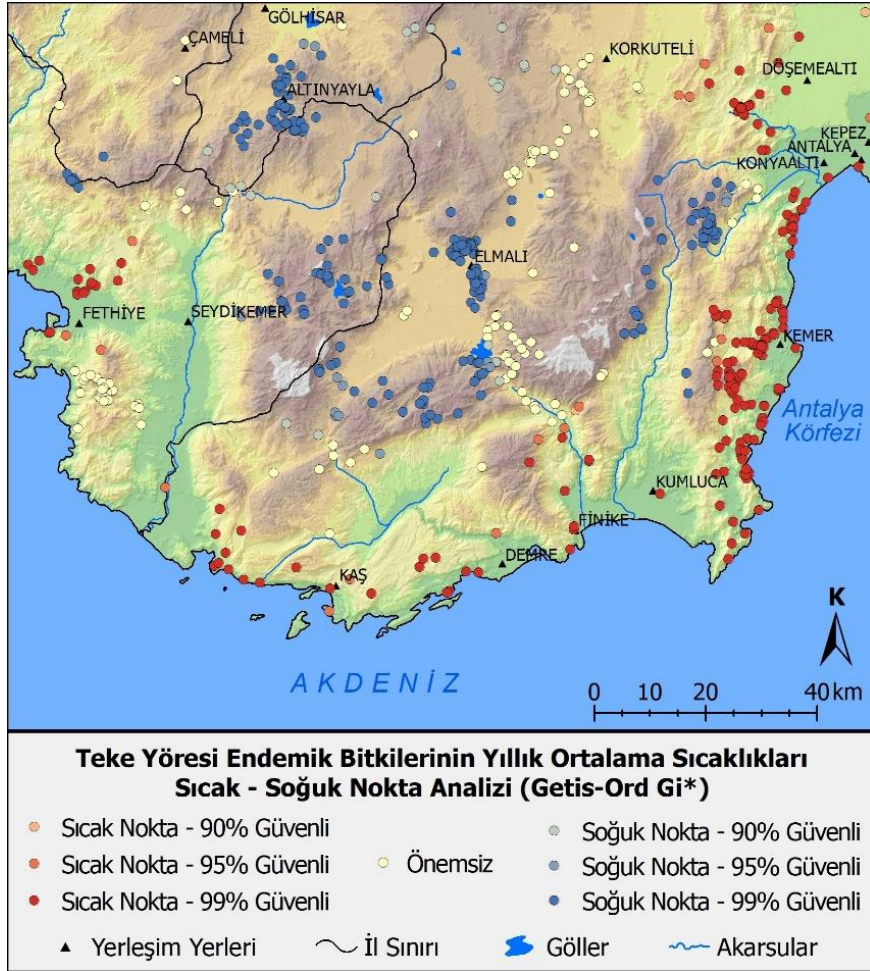 GÖLHİSAR
ÇAMELİ
KORKUTELİ
DÖŞEMEALTI
ALTINYAYLA
KEPEZ
ANTALYA
KONYAALTI
ELMALI
FETHİYE
SEYDİKEMER
KEMER
Antalya
Körfezi
KUMLUCA
FİNİKE
DEMRE
KAŞ
K
AKDENİZ
0 10 20 40 km
Teke Yöresi Endemik Bitkilerinin Yıllık Ortalama Sıcaklıkları
Sıcak - Soğuk Nokta Analizi (Getis-Ord Gi*)
Sıcak Nokta - 90% Güvenli
Soğuk Nokta - 90% Güvenli
Sıcak Nokta - 95% Güvenli
Önemsiz
Soğuk Nokta - 95% Güvenli
Sıcak Nokta - 99% Güvenli
Soğuk Nokta - 99% Güvenli
Yerleşim Yerleri
İl Sınırı
Göller
Akarsular